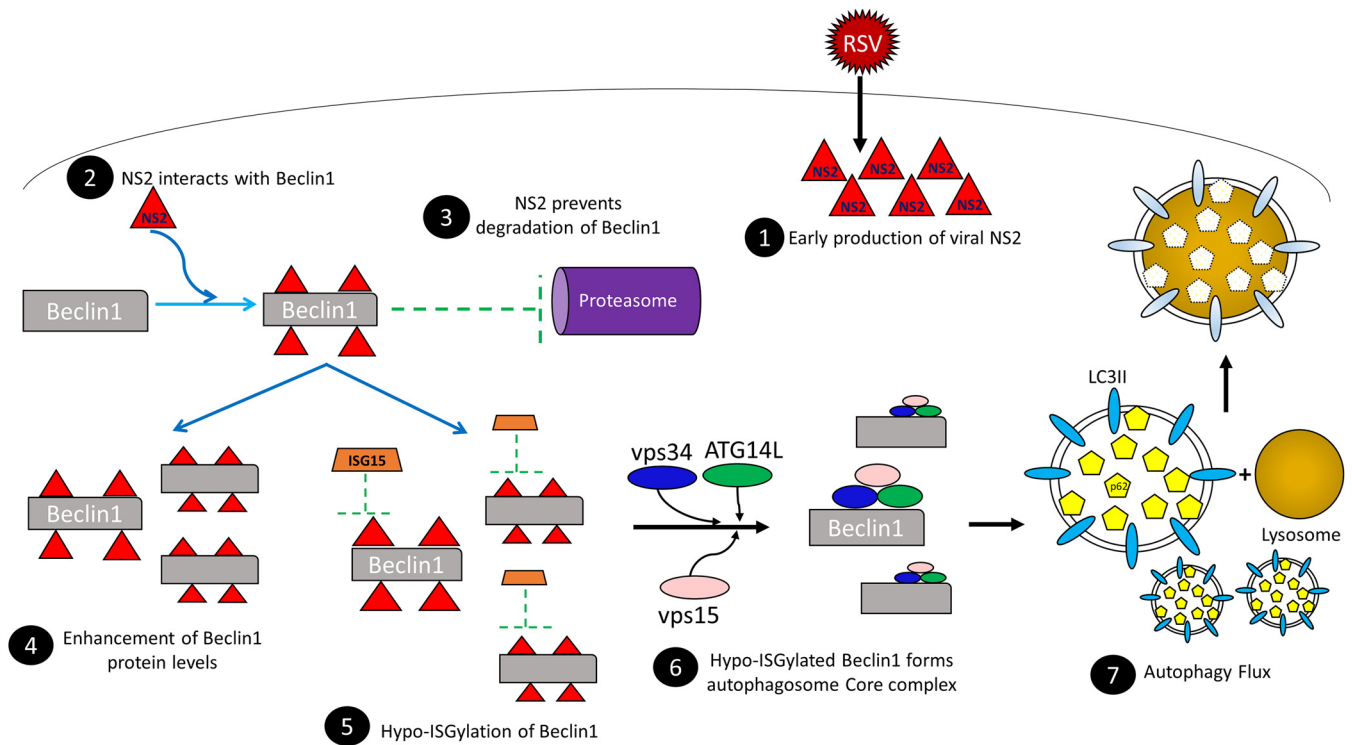 RSV
NS2 NS2 NS2
NS2 NS2 NS2
1 Early production of viral NS2
2 NS2 interacts with Beclin1
NS2
Beclin1
Beclin1
3 NS2 prevents
degradation of Beclin1
Proteasome
Beclin1
4 Enhancement of Beclin1
protein levels
ISG15
Beclin1
5 Hypo-ISGylation of Beclin1
vps34 ATG14L
vps15
Beclin1
6 Hypo-ISGylated Beclin1 forms
autophagosome Core complex
LC3II
p62
+
Lysosome
7 Autophagy Flux